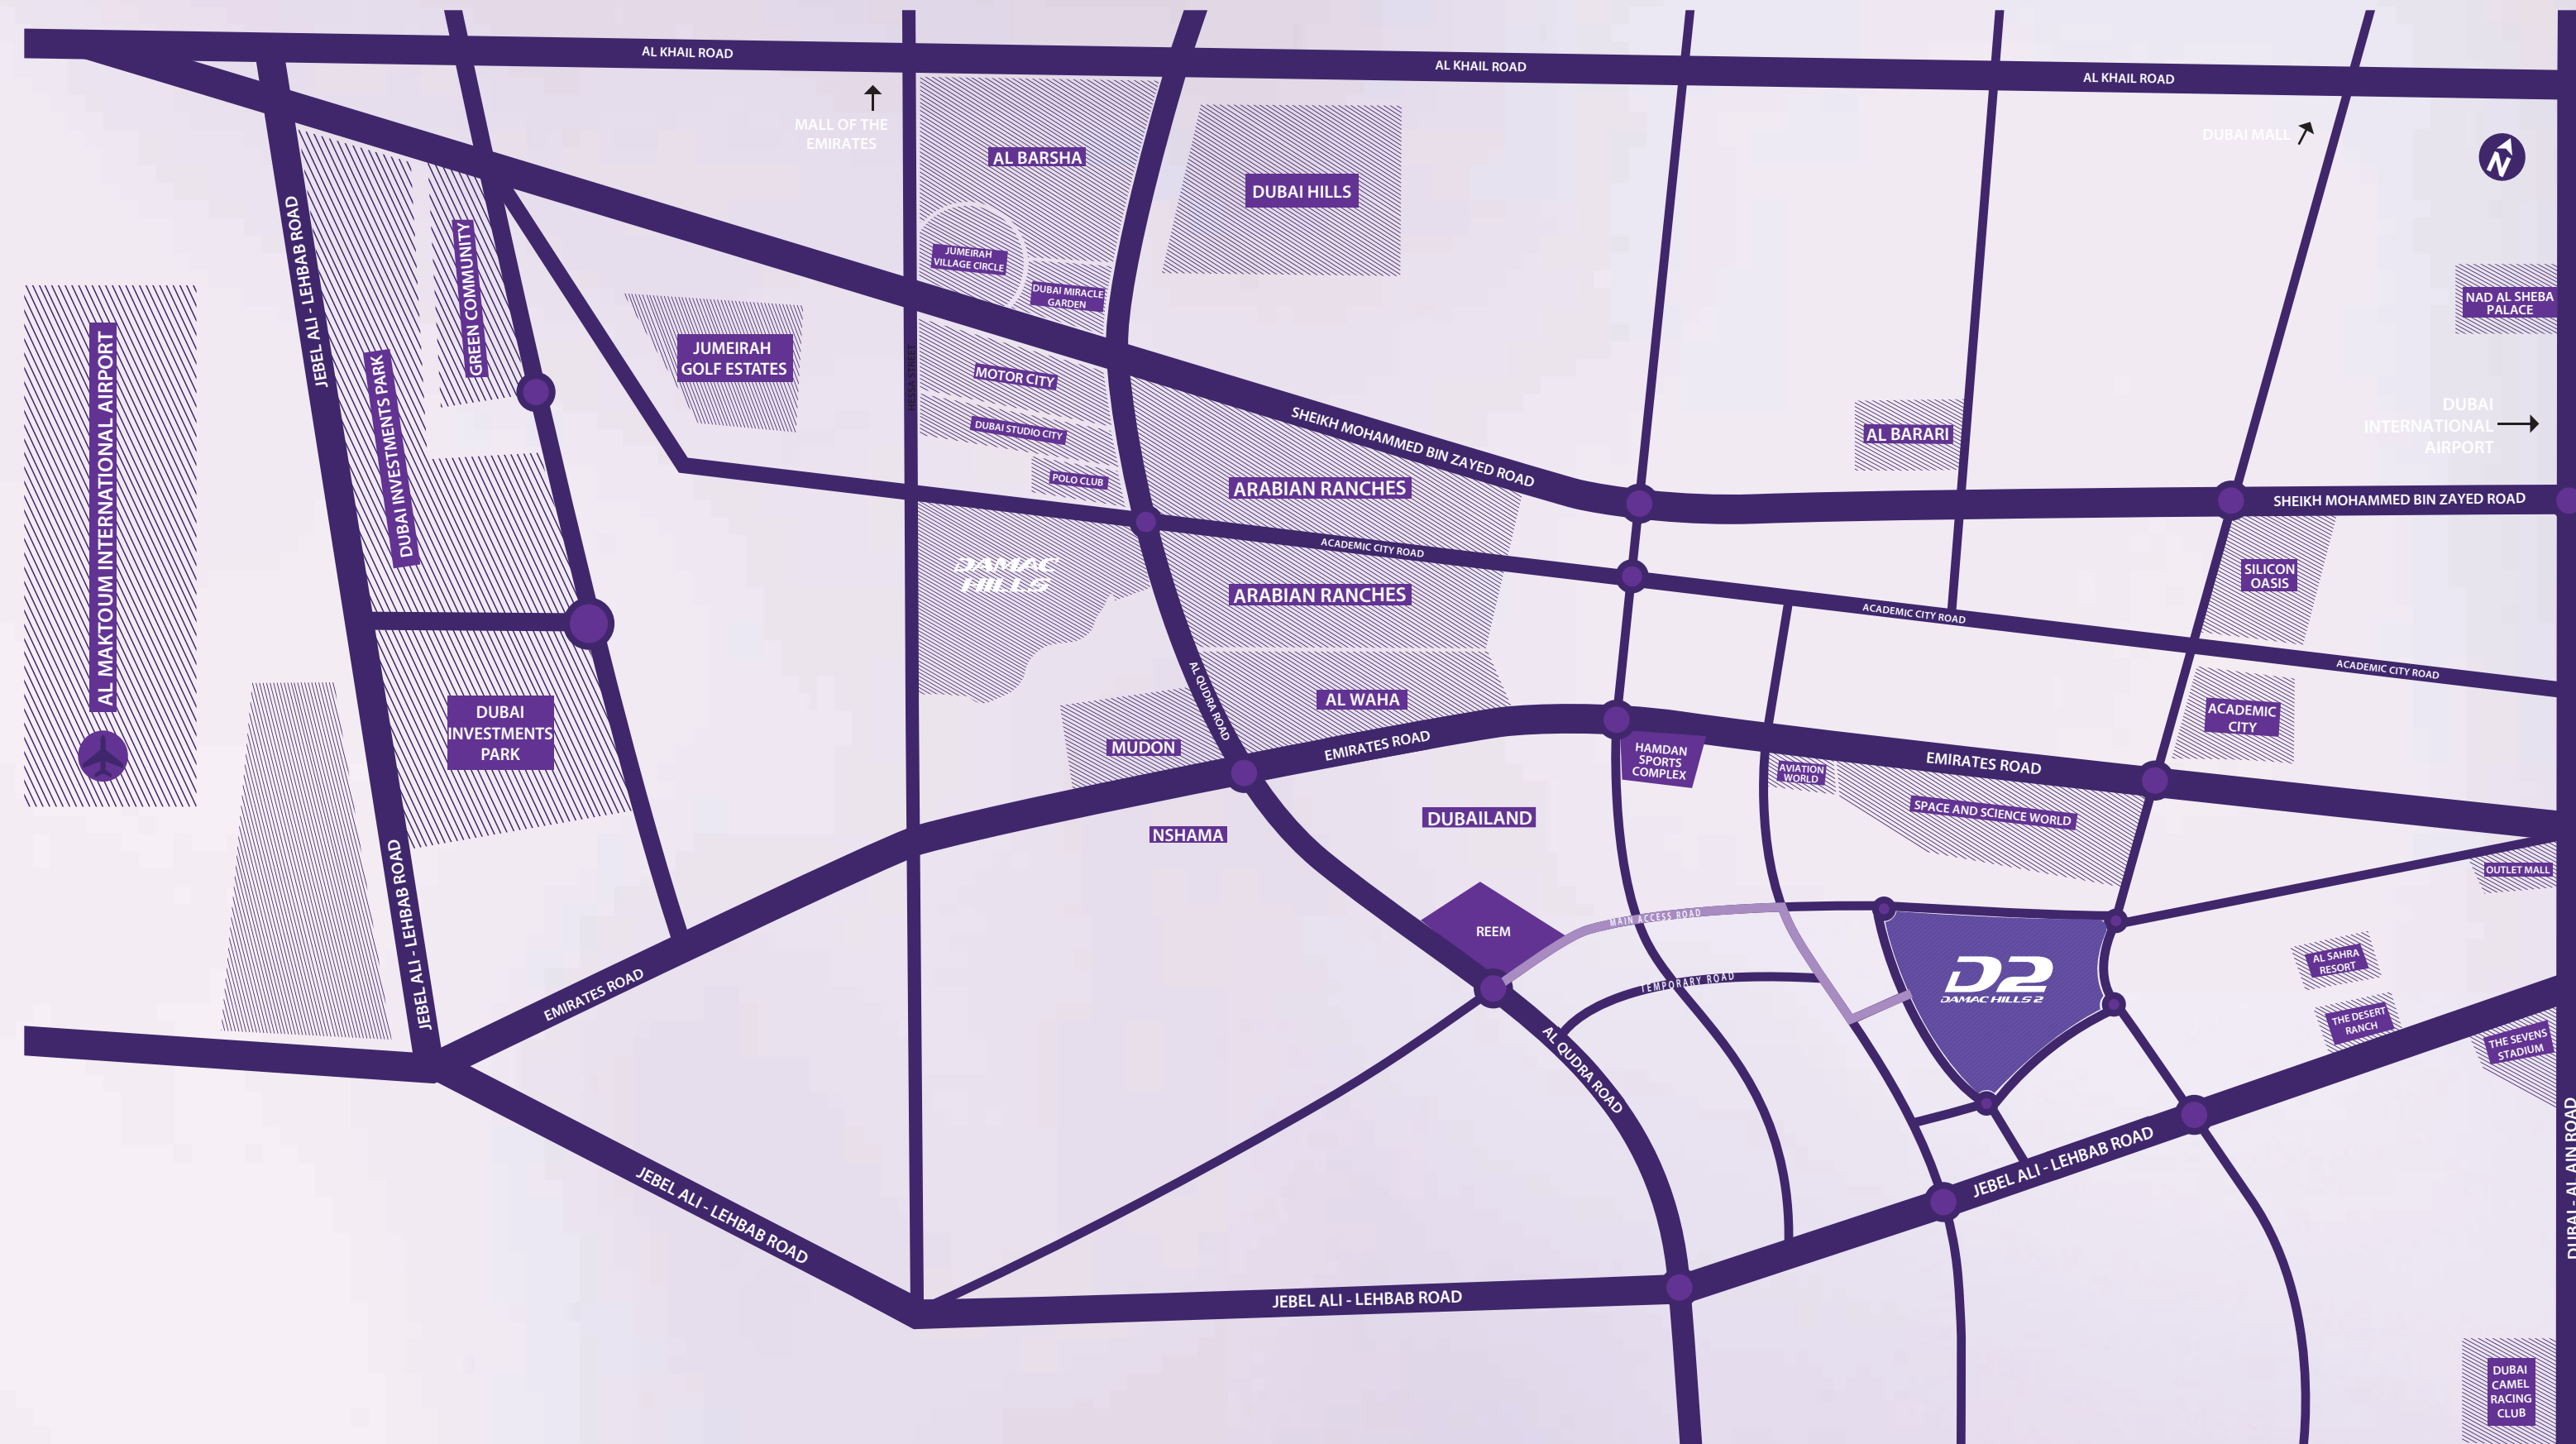 AL KHAIL ROAD
AL KHAIL ROAD
AL KHAIL ROAD
MALL OF THE
EMIRATES
DUBAI MALL
N
AL BARSHA
DUBAI HILLS
JUMEIRAH
VILLAGE CIRCLE
DUBAI MIRACLE
GARDEN
NAD AL SHEBA
PALACE
JEBEL ALI - LEHBAB ROAD
GREEN COMMUNITY
AL MAKTOUM INTERNATIONAL AIRPORT
DUBAI INVESTMENTS PARK
JUMEIRAH
GOLF ESTATES
HESSA STREET
MOTOR CITY
DUBAI STUDIO CITY
POLO CLUB
SHEIKH MOHAMMED BIN ZAYED ROAD
AL BARARI
DUBAI
INTERNATIONAL
AIRPORT
SHEIKH MOHAMMED BIN ZAYED ROAD
ARABIAN RANCHES
ACADEMIC CITY ROAD
DAMAC
HILLS
ARABIAN RANCHES
SILICON
OASIS
ACADEMIC CITY ROAD
ACADEMIC CITY ROAD
AL QUDRA ROAD
AL WAHA
ACADEMIC
CITY
DUBAI
INVESTMENTS
PARK
MUDON
EMIRATES ROAD
HAMDAN
SPORTS
COMPLEX
AVIATION
WORLD
EMIRATES ROAD
SPACE AND SCIENCE WORLD
NSHAMA
DUBAILAND
OUTLET MALL
JEBEL ALI - LEHBAB ROAD
REEM
MAIN ACCESS ROAD
TEMPORARY ROAD
D2
DAMAC HILLS 2
AL SAHRA
RESORT
THE DESERT
RANCH
THE SEVENS
STADIUM
EMIRATES ROAD
AL QUDRA ROAD
JEBEL ALI - LEHBAB ROAD
JEBEL ALI - LEHBAB ROAD
JEBEL ALI - LEHBAB ROAD
DUBAI - AL AIN ROAD
DUBAI
CAMEL
RACING
CLUB